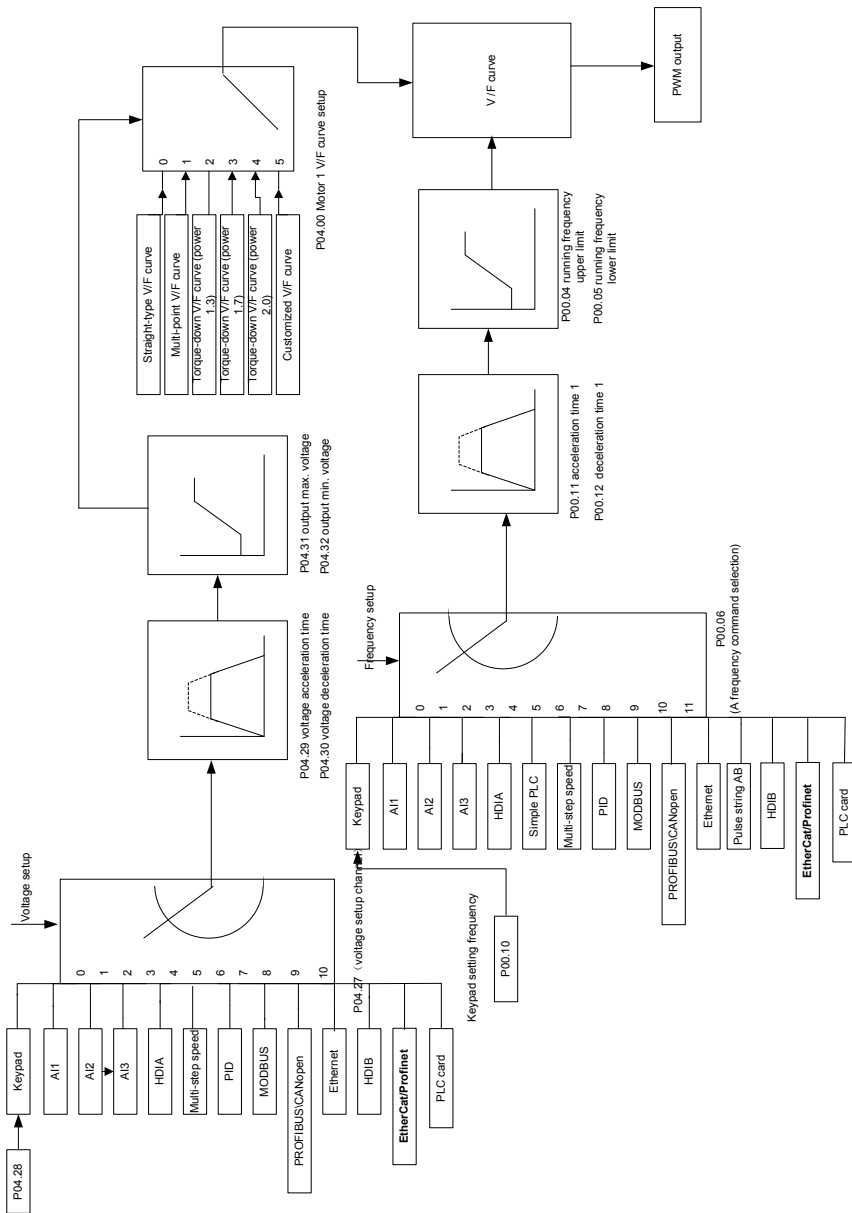 P04.28
Keypad
AI1
AI2
AI3
HDIA
Multi-step speed
PID
MODBUS
PROFIBUS\CANopen
Ethernet
HDIB
EtherCat/Profinet
PLC card
Voltage setup
0
1
2
3
4
5
6
7
8
9
10
P04.27（voltage setup channel）
P04.29 voltage acceleration time
P04.30 voltage deceleration time
P04.31 output max. voltage
P04.32 output min. voltage
Straight-type V/F curve
Multi-point V/F curve
Torque-down V/F curve (power
1.3)
Torque-down V/F curve (power
1.7)
Torque-down V/F curve (power
2.0)
Customized V/F curve
0
1
2
3
4
5
P04.00 Motor 1 V/F curve setup
Keypad setting frequency
P00.10
Keypad
AI1
AI2
AI3
HDIA
Simple PLC
Multi-step speed
PID
MODBUS
PROFIBUS\CANopen
Ethernet
Pulse string AB
HDIB
EtherCat/Profinet
PLC card
Frequency setup
0
1
2
3
4
5
6
7
8
9
10
11
P00.06
(A frequency command selection)
P00.11 acceleration time 1
P00.12 deceleration time 1
P00.04 running frequency
upper limit
P00.05 running frequency
lower limit
V/F curve
PWM output